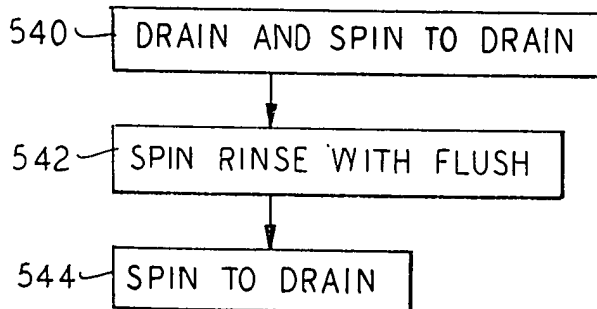 540 DRAIN AND SPIN TO DRAIN
542 SPIN RINSE WITH FLUSH
544 SPIN TO DRAIN